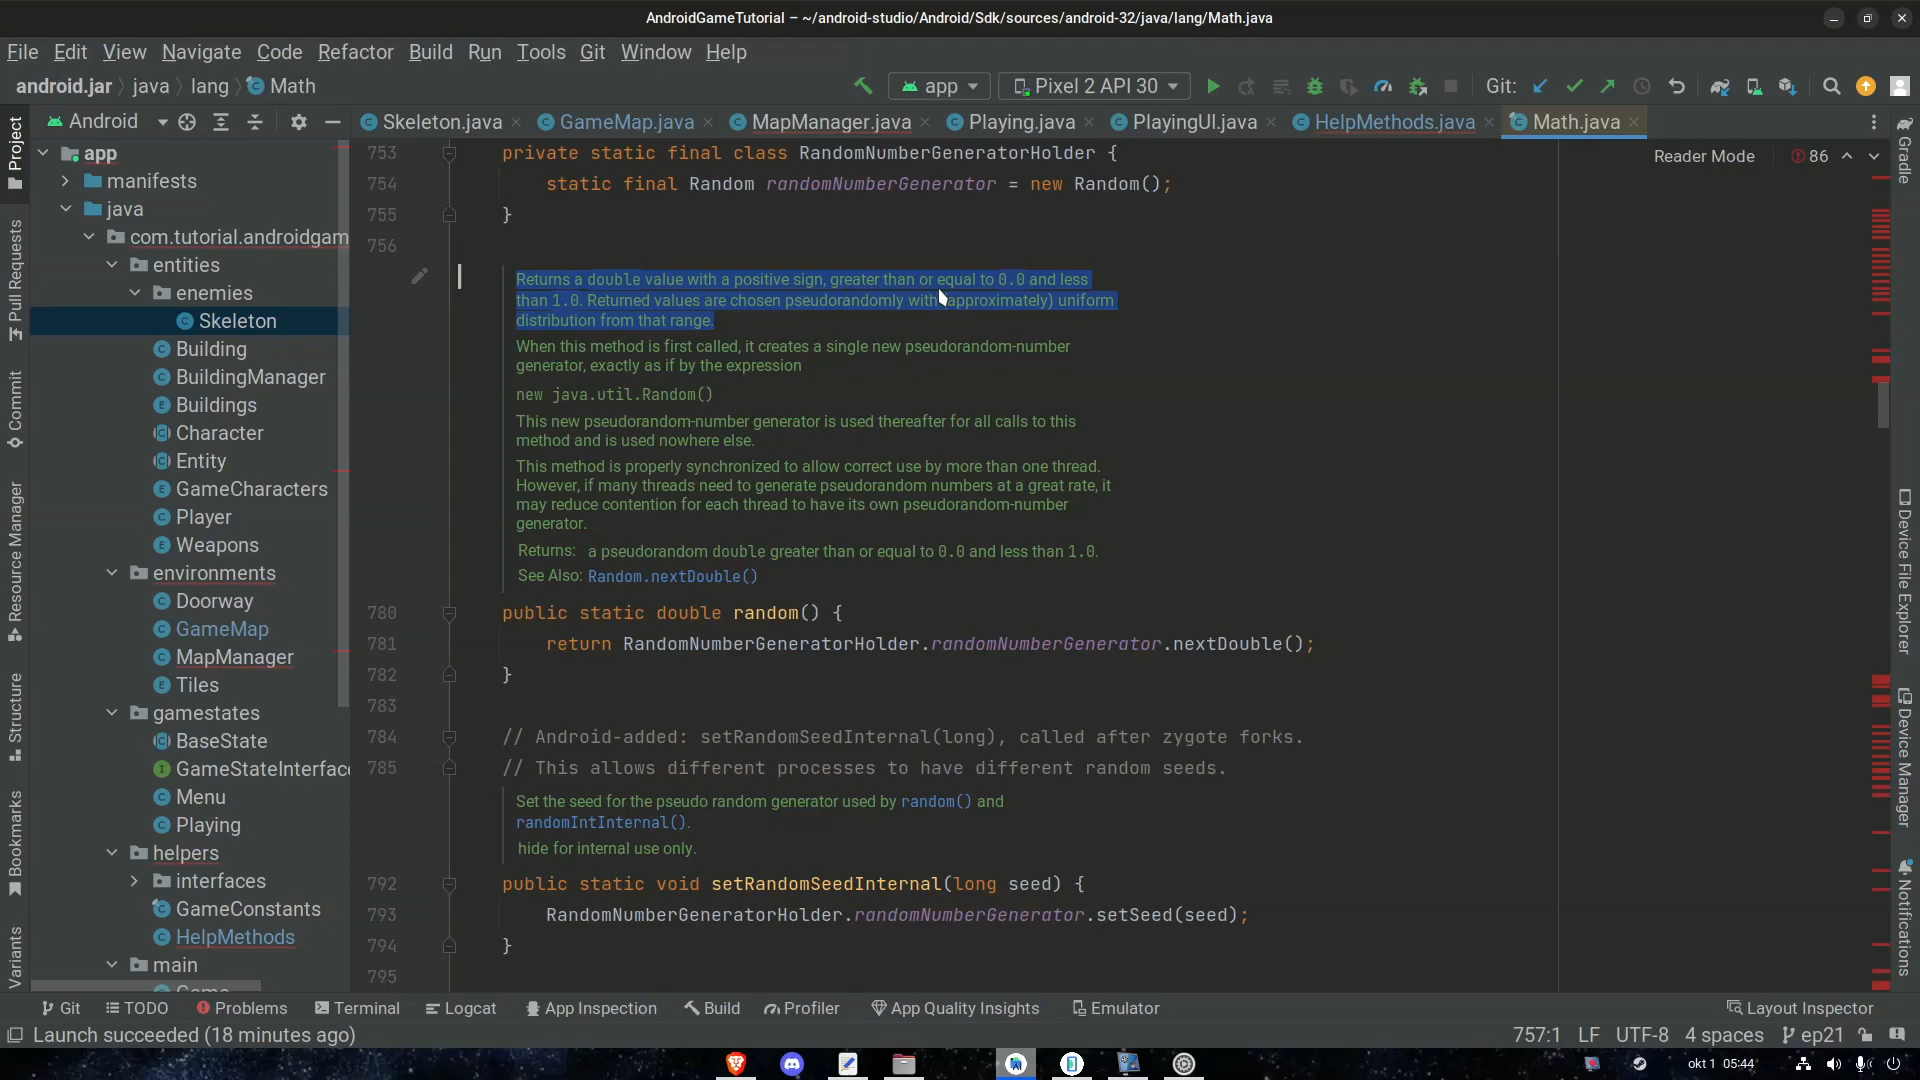 AndroidGameTutorial – ~/android-studio/Android/Sdk/sources/android-32/java/lang/Math.java
File Edit View Navigate Code Refactor Build Run Tools Git Window Help
android.jar java lang Math
app
Pixel 2 API 30
Git:
Android
Skeleton.java
GameMap.java
MapManager.java
Playing.java
PlayingUI.java
HelpMethods.java
Math.java
Project
Pull Requests
Commit
Resource Manager
Structure
Bookmarks
Variants
app
manifests
java
com.tutorial.androidgam
entities
enemies
Skeleton
Building
BuildingManager
Buildings
Character
Entity
GameCharacters
Player
Weapons
environments
Doorway
GameMap
MapManager
Tiles
gamestates
BaseState
GameStateInterface
Menu
Playing
helpers
interfaces
GameConstants
HelpMethods
main
Reader Mode 86
753 private static final class RandomNumberGeneratorHolder {
754 static final Random randomNumberGenerator = new Random();
755 }
756
Returns a double value with a positive sign, greater than or equal to 0.0 and less
than 1.0. Returned values are chosen pseudorandomly with approximately) uniform
distribution from that range.
When this method is first called, it creates a single new pseudorandom-number
generator, exactly as if by the expression
new java.util.Random()
This new pseudorandom-number generator is used thereafter for all calls to this
method and is used nowhere else.
This method is properly synchronized to allow correct use by more than one thread.
However, if many threads need to generate pseudorandom numbers at a great rate, it
may reduce contention for each thread to have its own pseudorandom-number
generator.
Returns: a pseudorandom double greater than or equal to 0.0 and less than 1.0.
See Also: Random.nextDouble()
780 public static double random() {
781 return RandomNumberGeneratorHolder.randomNumberGenerator.nextDouble();
782 }
783
784 // Android-added: setRandomSeedInternal(long), called after zygote forks.
785 // This allows different processes to have different random seeds.
Set the seed for the pseudo random generator used by random() and
randomIntInternal().
hide for internal use only.
792 public static void setRandomSeedInternal(long seed) {
793 RandomNumberGeneratorHolder.randomNumberGenerator.setSeed(seed);
794 }
795
Gradle
Device File Explorer
Device Manager
Notifications
Git TODO Problems Terminal Logcat App Inspection Build Profiler App Quality Insights Emulator Layout Inspector
Launch succeeded (18 minutes ago) 757:1 LF UTF-8 4 spaces ep21
okt 1 05:44